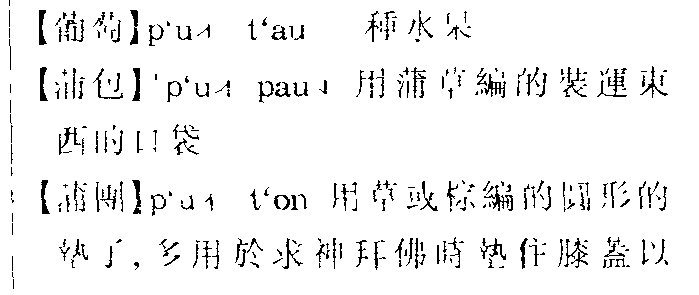 【葡萄】p‘u t‘au 種水果
【蒲包】p‘u pau 用蒲草編的裝運東
西的口袋
【蒲團】p‘u t‘on 用草或棕編的圓形的
墊子,多用於求神拜佛時墊住膝蓋以